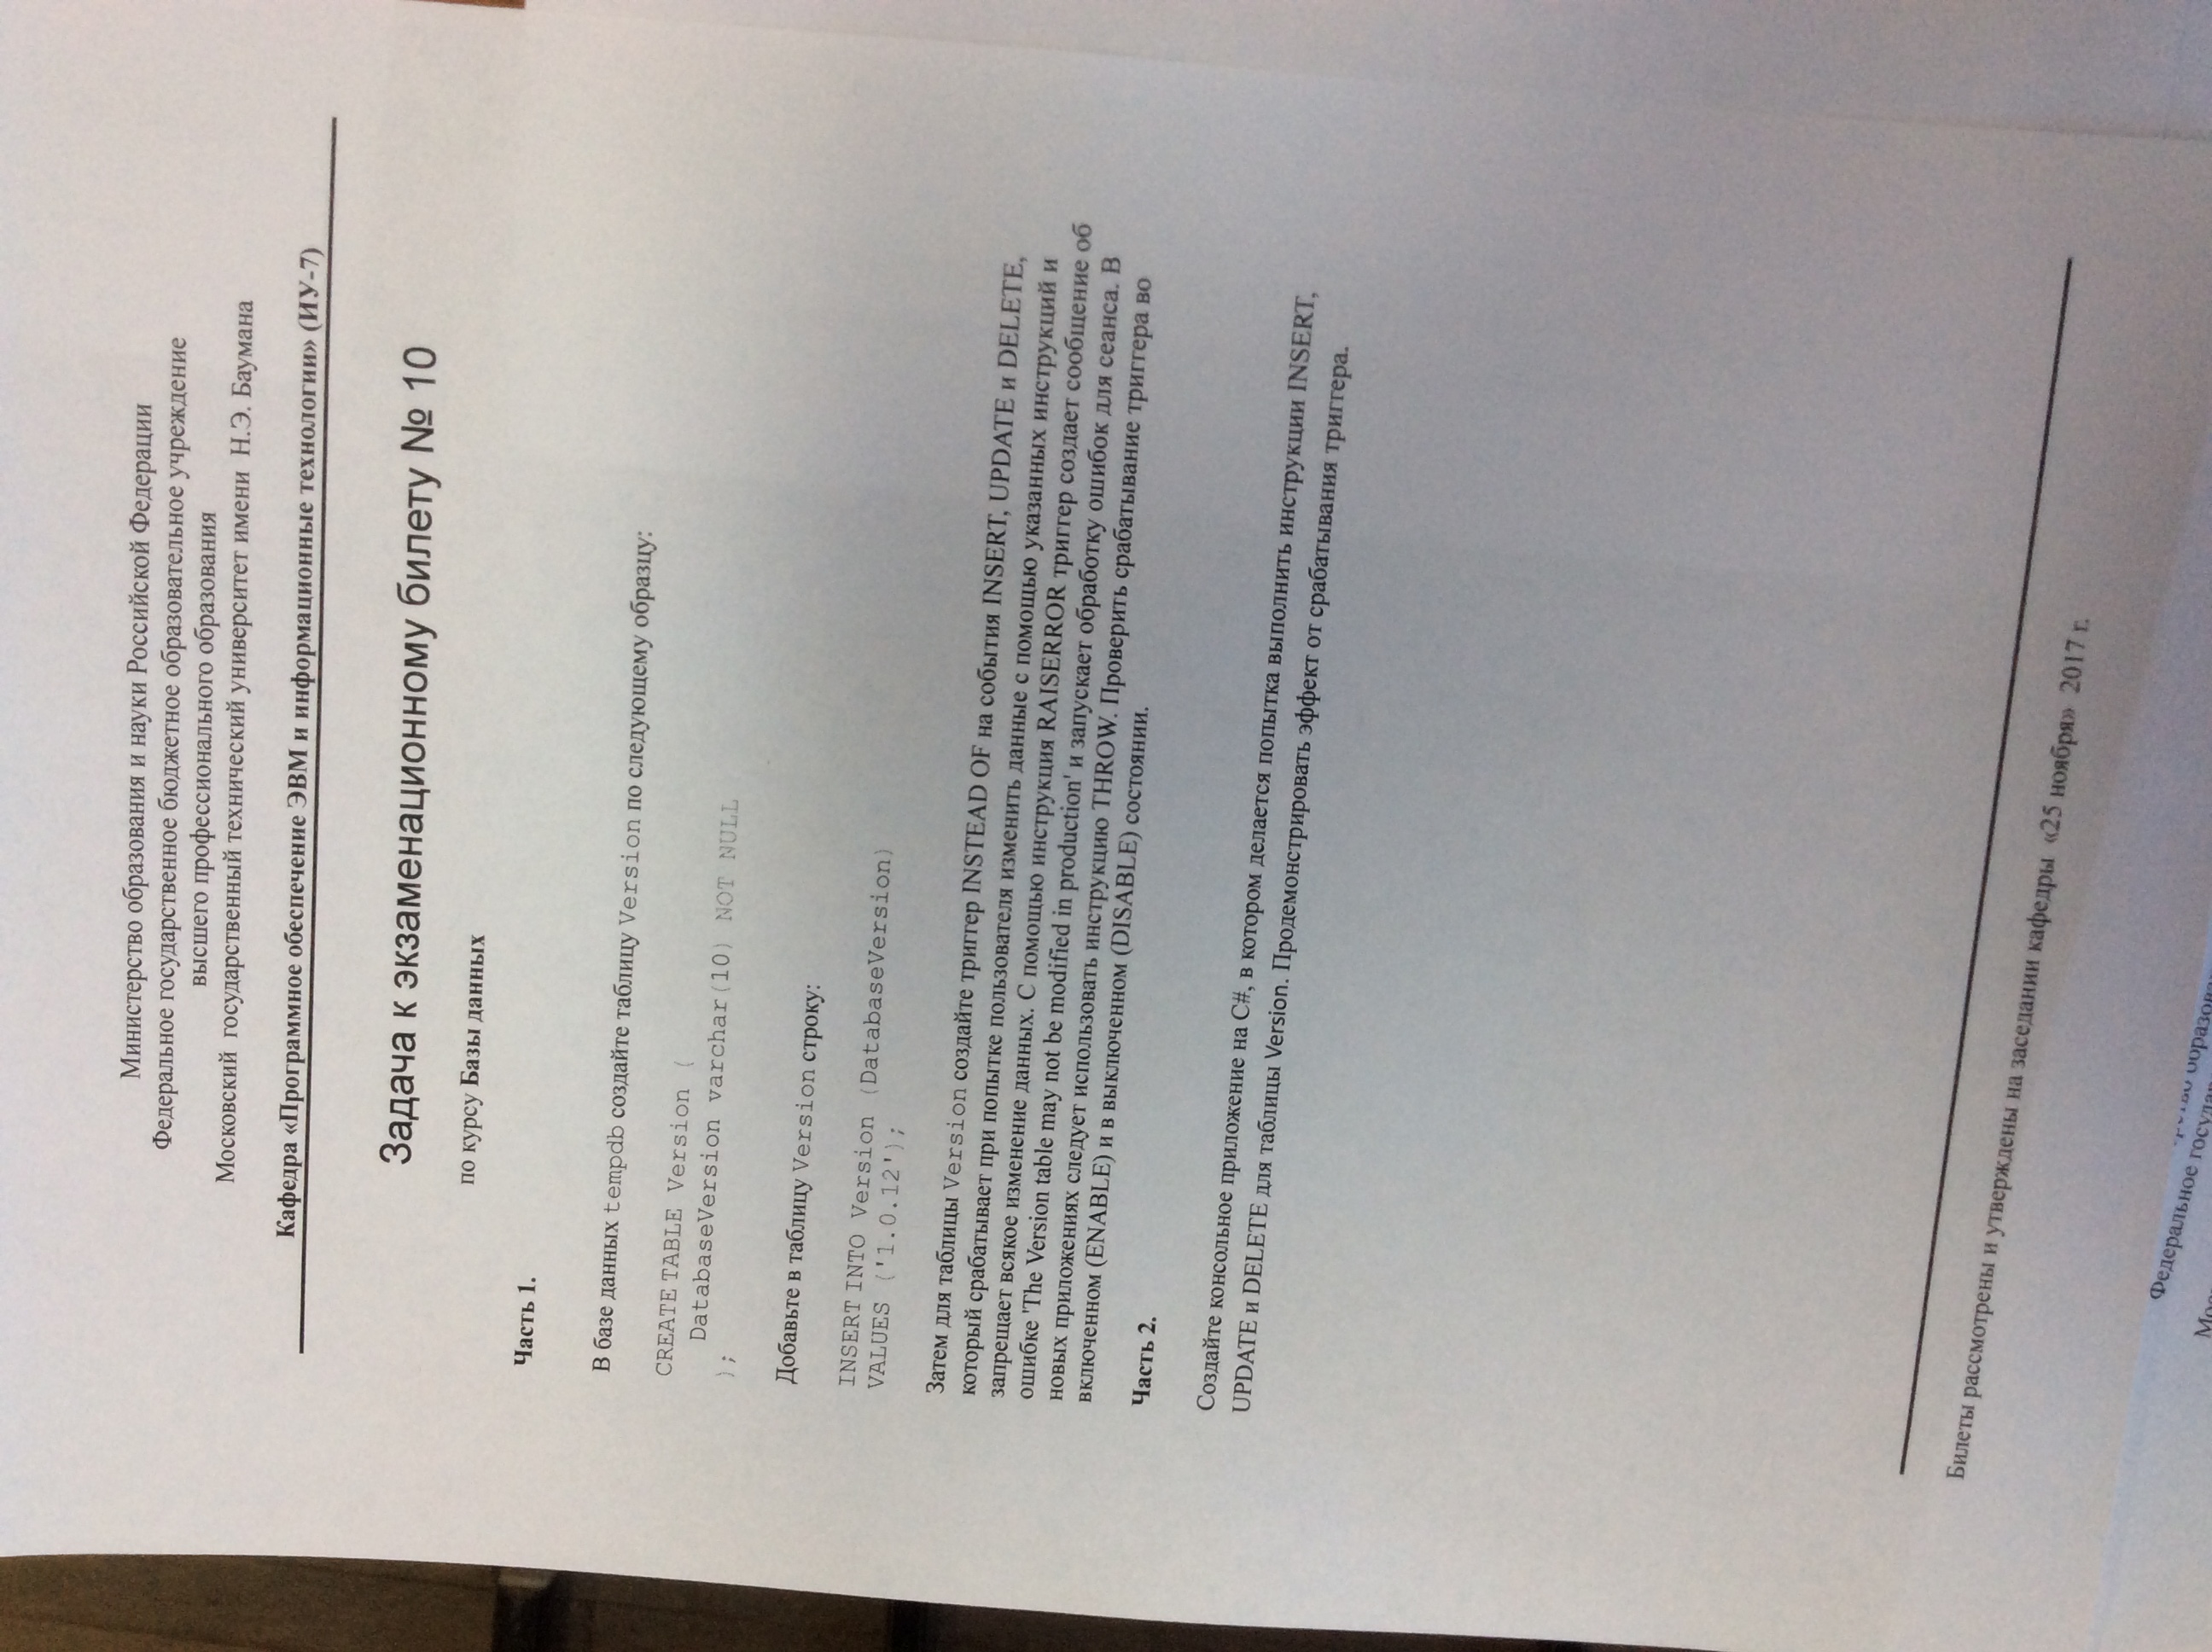 Министерство образования и науки Российской Федерации
Федеральное государственное бюджетное образовательное учреждение
высшего профессионального образования
Московский государственный технический университет имени Н.Э. Баумана
Кафедра «Программное обеспечение ЭВМ и информационные технологии» (ИУ-7)
Задача к экзаменационному билету № 10
по курсу Базы данных
Часть 1.
В базе данных tempdb создайте таблицу Version по следующему образцу:
CREATE TABLE Version (
DatabaseVersion varchar(10) NOT NULL
);
Добавьте в таблицу Version строку:
INSERT INTO Version (DatabaseVersion)
VALUES ('1.0.12');
Затем для таблицы Version создайте триггер INSTEAD OF на события INSERT, UPDATE и DELETE,
который срабатывает при попытке пользователя изменить данные с помощью указанных инструкций и
запрещает всякое изменение данных. С помощью инструкция RAISERROR триггер создает сообщение об
ошибке 'The Version table may not be modified in production' и запускает обработку ошибок для сеанса. В
новых приложениях следует использовать инструкцию THROW. Проверить срабатывание триггера во
включенном (ENABLE) и в выключенном (DISABLE) состоянии.
Часть 2.
Создайте консольное приложение на C#, в котором делается попытка выполнить инструкции INSERT,
UPDATE и DELETE для таблицы Version. Продемонстрировать эффект от срабатывания триггера.
Билеты рассмотрены и утверждены на заседании кафедры «25 ноября» 2017 г.
Федеральное